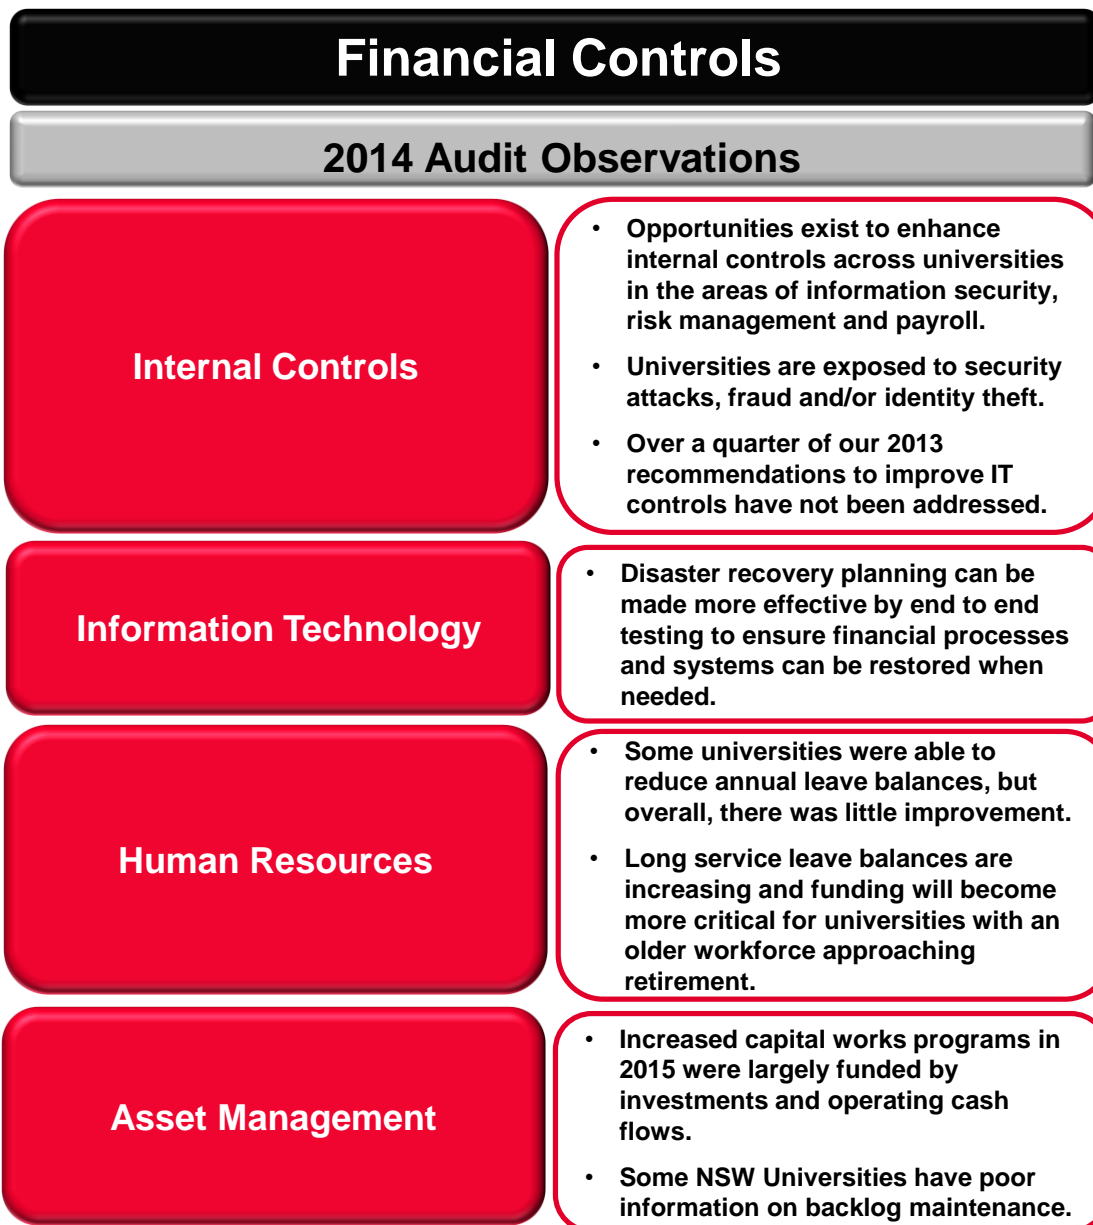 Financial Controls
2014 Audit Observations
Internal Controls
• Opportunities exist to enhance
internal controls across universities
in the areas of information security,
risk management and payroll.
• Universities are exposed to security
attacks, fraud and/or identity theft.
• Over a quarter of our 2013
recommendations to improve IT
controls have not been addressed.
Information Technology
• Disaster recovery planning can be
made more effective by end to end
testing to ensure financial processes
and systems can be restored when
needed.
Human Resources
• Some universities were able to
reduce annual leave balances, but
overall, there was little improvement.
• Long service leave balances are
increasing and funding will become
more critical for universities with an
older workforce approaching
retirement.
Asset Management
• Increased capital works programs in
2015 were largely funded by
investments and operating cash
flows.
• Some NSW Universities have poor
information on backlog maintenance.